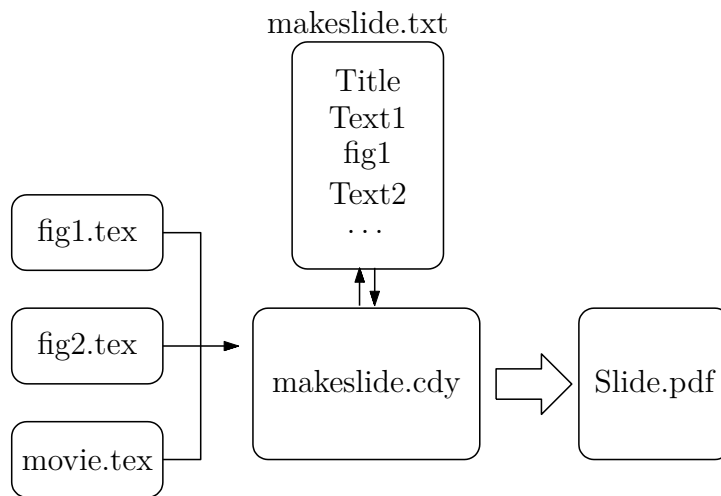 makeslide.txt
Title
Text1
fig1
Text2
...
fig1.tex
fig2.tex
movie.tex
makeslide.cdy
Slide.pdf